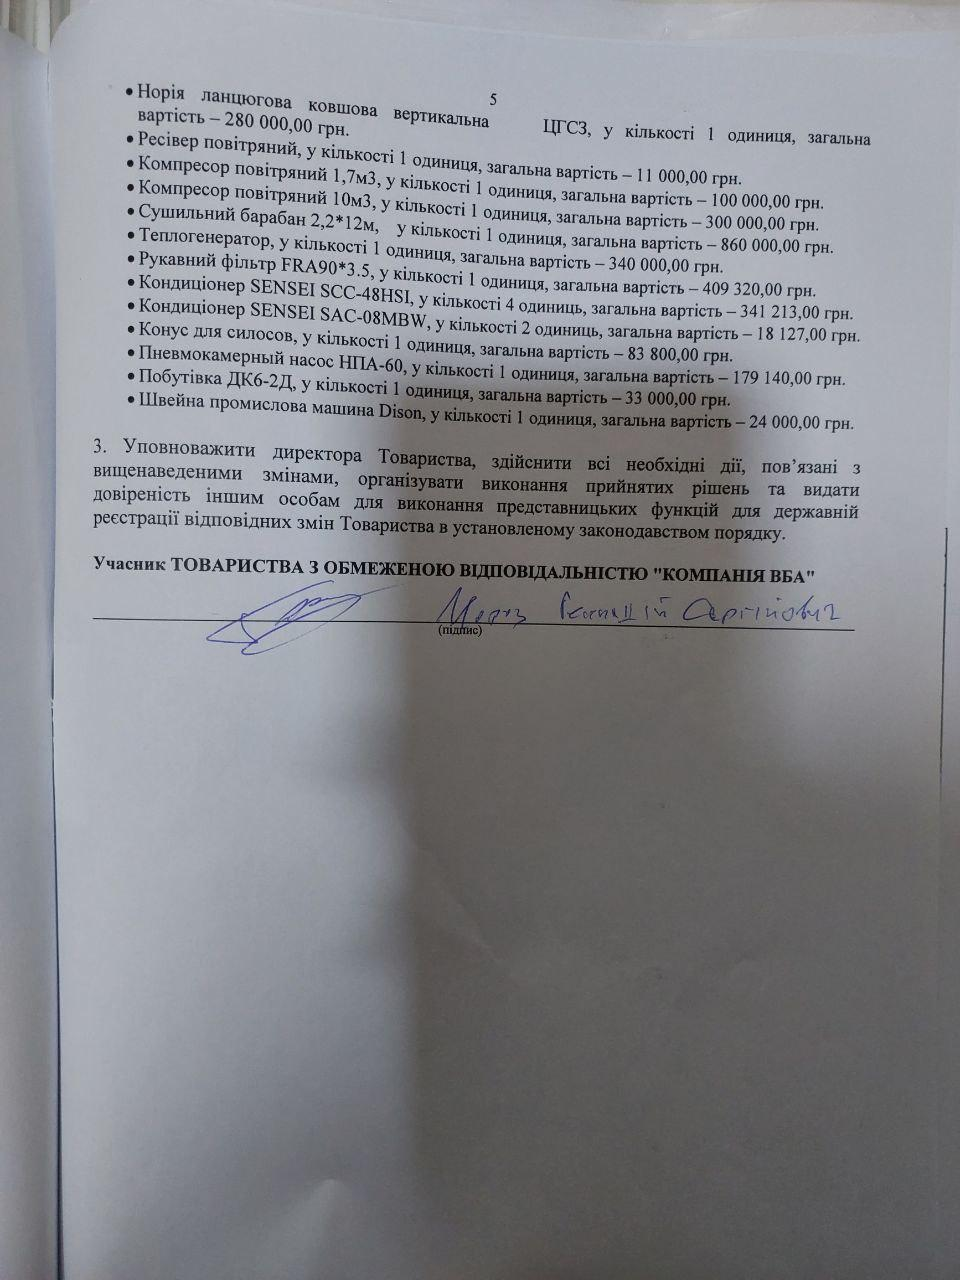 5
• Норія ланцюгова ковшова вертикальна ЦГСЗ, у кількості 1 одиниця, загальна
вартість – 280 000,00 грн.
• Ресівер повітряний, у кількості 1 одиниця, загальна вартість – 11 000,00 грн.
• Компресор повітряний 1,7м3, у кількості 1 одиниця, загальна вартість – 100 000,00 грн.
• Компресор повітряний 10м3, у кількості 1 одиниця, загальна вартість – 300 000,00 грн.
• Сушильний барабан 2,2*12м, у кількості 1 одиниця, загальна вартість – 860 000,00 грн.
• Теплогенератор, у кількості 1 одиниця, загальна вартість – 340 000,00 грн.
• Рукавний фільтр FRA90*3.5, у кількості 1 одиниця, загальна вартість – 409 320,00 грн.
• Кондиціонер SENSEI SCC-48HSI, у кількості 4 одиниць, загальна вартість – 341 213,00 грн.
• Кондиціонер SENSEI SAC-08MBW, у кількості 2 одиниць, загальна вартість – 18 127,00 грн.
• Конус для силосов, у кількості 1 одиниця, загальна вартість – 83 800,00 грн.
• Пневмокамерный насос НПА-60, у кількості 1 одиниця, загальна вартість – 179 140,00 грн.
• Побутівка ДК6-2Д, у кількості 1 одиниця, загальна вартість – 33 000,00 грн.
• Швейна промислова машина Dison, у кількості 1 одиниця, загальна вартість – 24 000,00 грн.
3. Уповноважити директора Товариства, здійснити всі необхідні дії, пов’язані з
вищенаведеними змінами, організувати виконання прийнятих рішень та видати
довіреність іншим особам для виконання представницьких функцій для державній
реєстрації відповідних змін Товариства в установленому законодавством порядку.
Учасник ТОВАРИСТВА З ОБМЕЖЕНОЮ ВІДПОВІДАЛЬНІСТЮ "КОМПАНІЯ ВБА"
Геннадій Сергійович
(підпис)